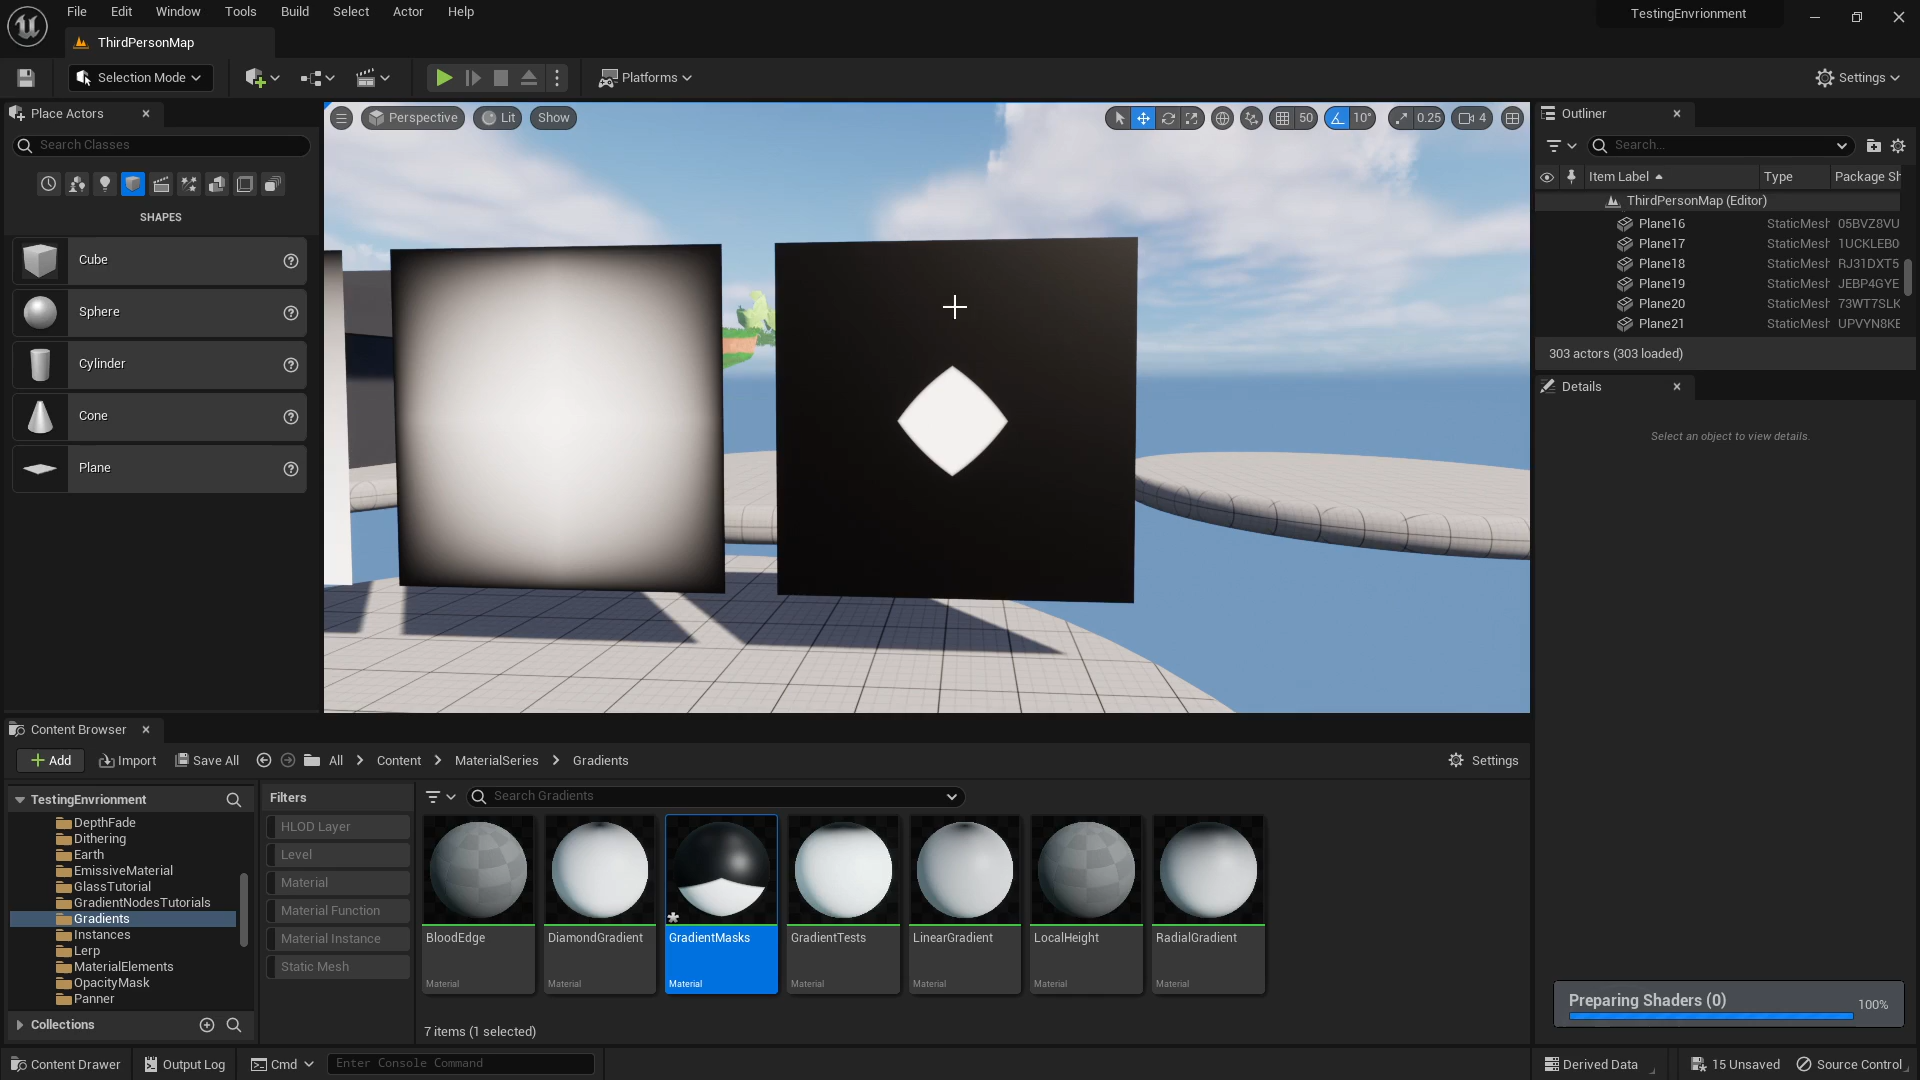 File Edit Window Tools Build Select Actor Help
TestingEnvrionment
ThirdPersonMap
Selection Mode
Platforms
Settings
Place Actors
Search Classes
SHAPES
Cube
Sphere
Cylinder
Cone
Plane
Perspective Lit Show
50 10° 0.25 4
Outliner
Search...
Item Label Type Package Sh
ThirdPersonMap (Editor)
Plane16 StaticMesh 05BVZ8VU
Plane17 StaticMesh 1UCKLEB0
Plane18 StaticMesh RJ31DXT5
Plane19 StaticMesh JEBP4GYE
Plane20 StaticMesh 73WT7SLK
Plane21 StaticMesh UPVYN8KE
303 actors (303 loaded)
Details
Select an object to view details.
Content Browser
Add Import Save All All Content MaterialSeries Gradients Settings
TestingEnvrionment
DepthFade
Dithering
Earth
EmissiveMaterial
GlassTutorial
GradientNodesTutorials
Gradients
Instances
Lerp
MaterialElements
OpacityMask
Panner
Collections
Filters
HLOD Layer
Level
Material
Material Function
Material Instance
Static Mesh
Search Gradients
BloodEdge DiamondGradient GradientMasks GradientTests LinearGradient LocalHeight RadialGradient
Material Material Material Material Material Material Material
7 items (1 selected)
Preparing Shaders (0) 100%
Content Drawer Output Log Cmd Enter Console Command Derived Data 15 Unsaved Source Control